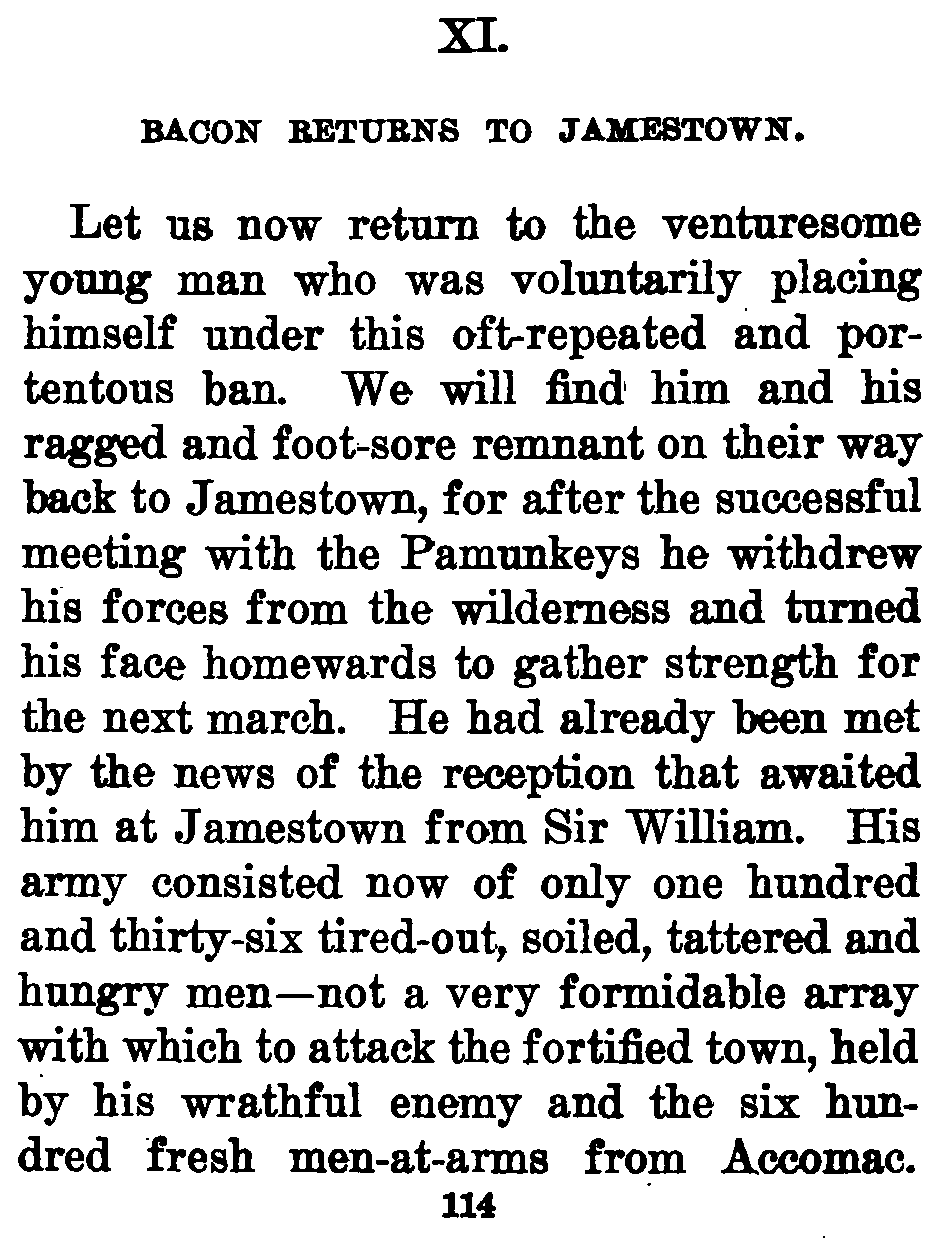 XI.
BACON RETURNS TO JAMESTOWN.
Let us now return to the venturesome
young man who was voluntarily placing
himself under this oft-repeated and por-
tentous ban. We will find him and his
ragged and foot-sore remnant on their way
back to Jamestown, for after the successful
meeting with the Pamunkeys he withdrew
his forces from the wilderness and turned
his face homewards to gather strength for
the next march. He had already been met
by the news of the reception that awaited
him at Jamestown from Sir William. His
army consisted now of only one hundred
and thirty-six tired-out, soiled, tattered and
hungry men—not a very formidable array
with which to attack the fortified town, held
by his wrathful enemy and the six hun-
dred fresh men-at-arms from Accomac.
114